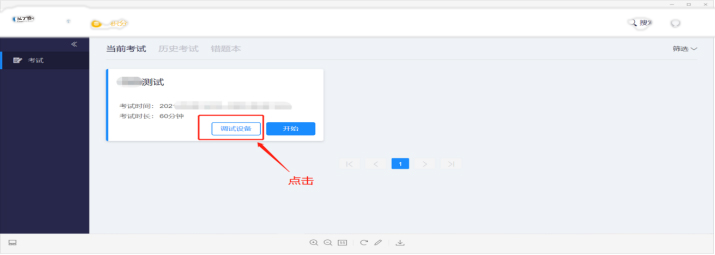 搜索
当前考试 历史考试 错题本
筛选
考试
测试
考试时间： 202
考试时长： 60分钟
调试设备 开始
点击
1